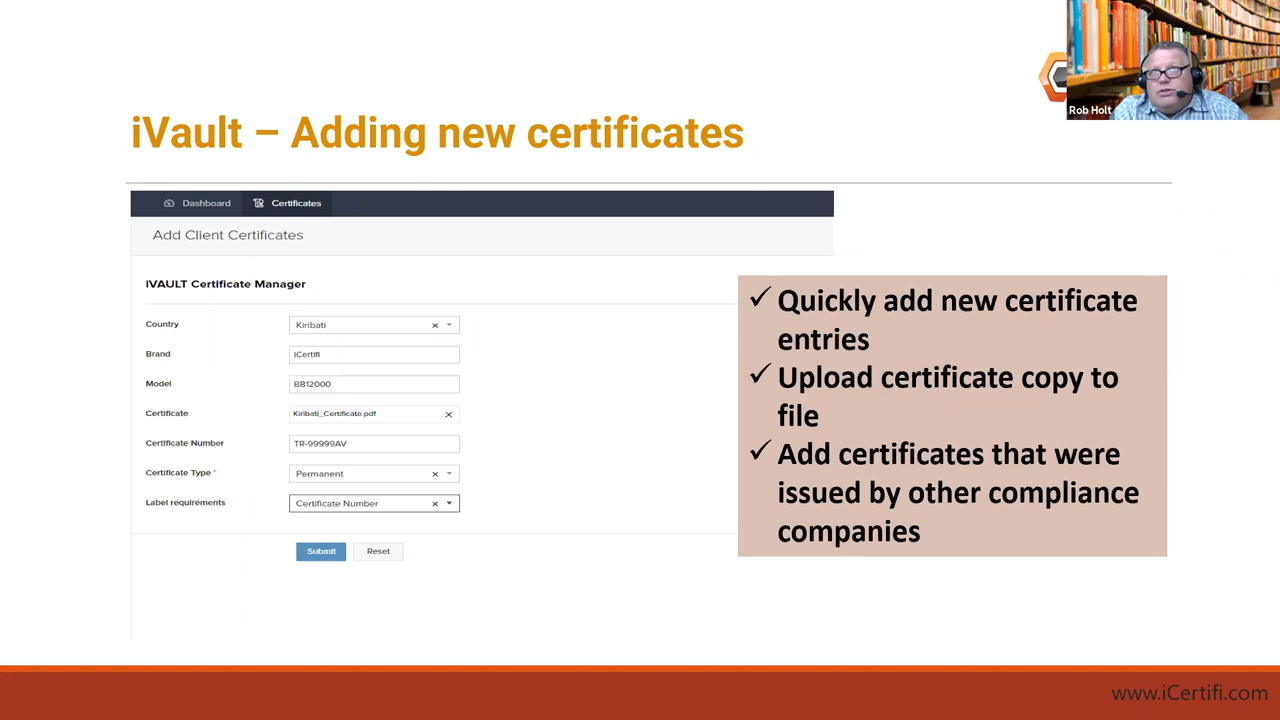 Rob Holt
iVault – Adding new certificates
Dashboard
Certificates
Add Client Certificates
IVAULT Certificate Manager
Country
Kiribati
Brand
iCertifi
Model
BB12000
Certificate
Kiribati_Certificate.pdf
Certificate Number
TR-99999AV
Certificate Type *
Permanent
Label requirements
Certificate Number
Submit
Reset
✓ Quickly add new certificate
entries
✓ Upload certificate copy to
file
✓ Add certificates that were
issued by other compliance
companies
www.iCertifi.com